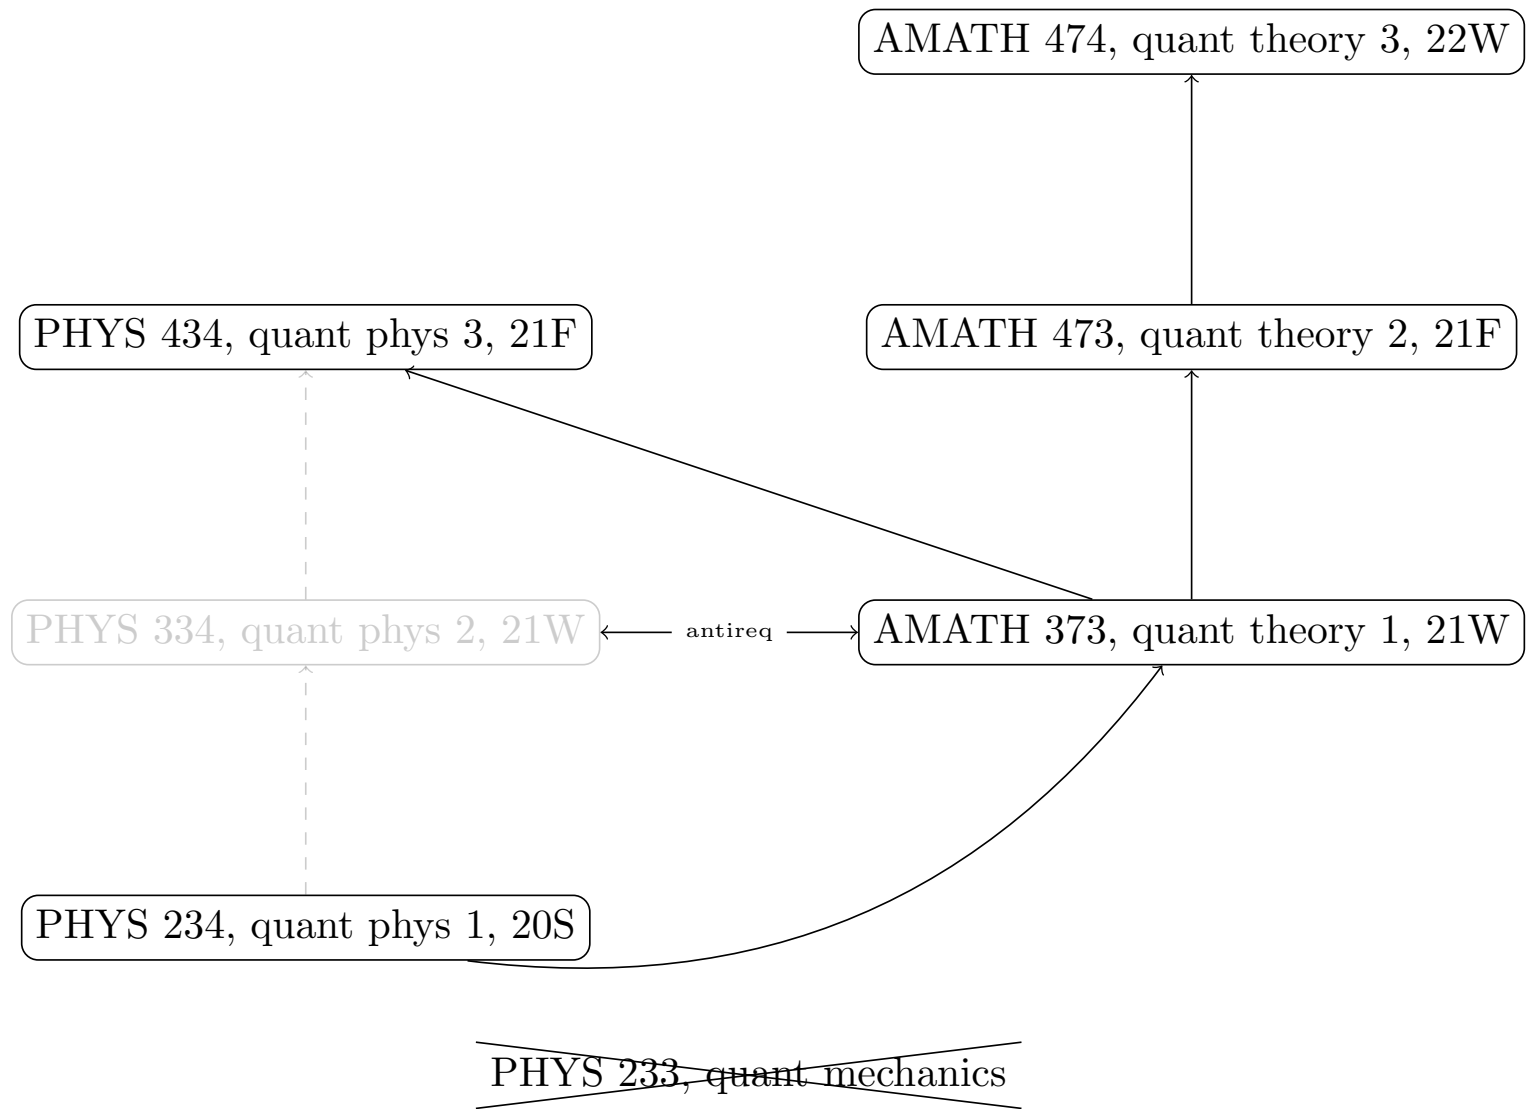 AMATH 474, quant theory 3, 22W
PHYS 434, quant phys 3, 21F
AMATH 473, quant theory 2, 21F
PHYS 334, quant phys 2, 21W
antireq
AMATH 373, quant theory 1, 21W
PHYS 234, quant phys 1, 20S
PHYS 233, quant mechanics